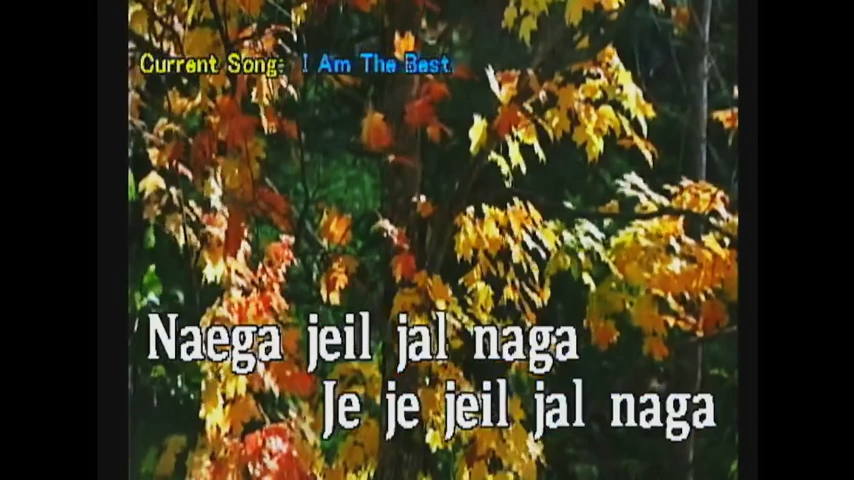 Current Song: I Am The Best
Naega jeil jal naga
Je je jeil jal naga